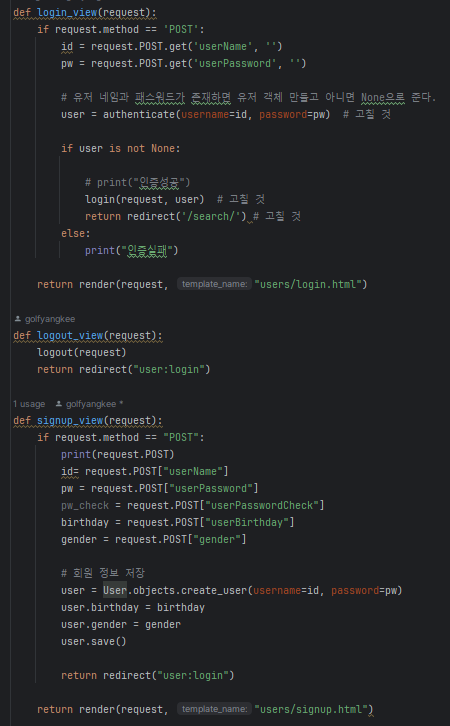 def login_view(request):
if request.method == 'POST':
id = request.POST.get('userName', '')
pw = request.POST.get('userPassword', '')
# 유저 네임과 패스워드가 존재하면 유저 객체 만들고 아니면 None으로 준다.
user = authenticate(username=id, password=pw)  # 고칠 것
if user is not None:
# print("인증성공")
login(request, user)  # 고칠 것
return redirect('/search/') # 고칠 것
else:
print("인증실패")
return render(request, template_name: "users/login.html")
golfyangkee
def logout_view(request):
logout(request)
return redirect("user:login")
1 usage golfyangkee *
def signup_view(request):
if request.method == "POST":
print(request.POST)
id= request.POST["userName"]
pw = request.POST["userPassword"]
pw_check = request.POST["userPasswordCheck"]
birthday = request.POST["userBirthday"]
gender = request.POST["gender"]
# 회원 정보 저장
user = User.objects.create_user(username=id, password=pw)
user.birthday = birthday
user.gender = gender
user.save()
return redirect("user:login")
return render(request, template_name: "users/signup.html")